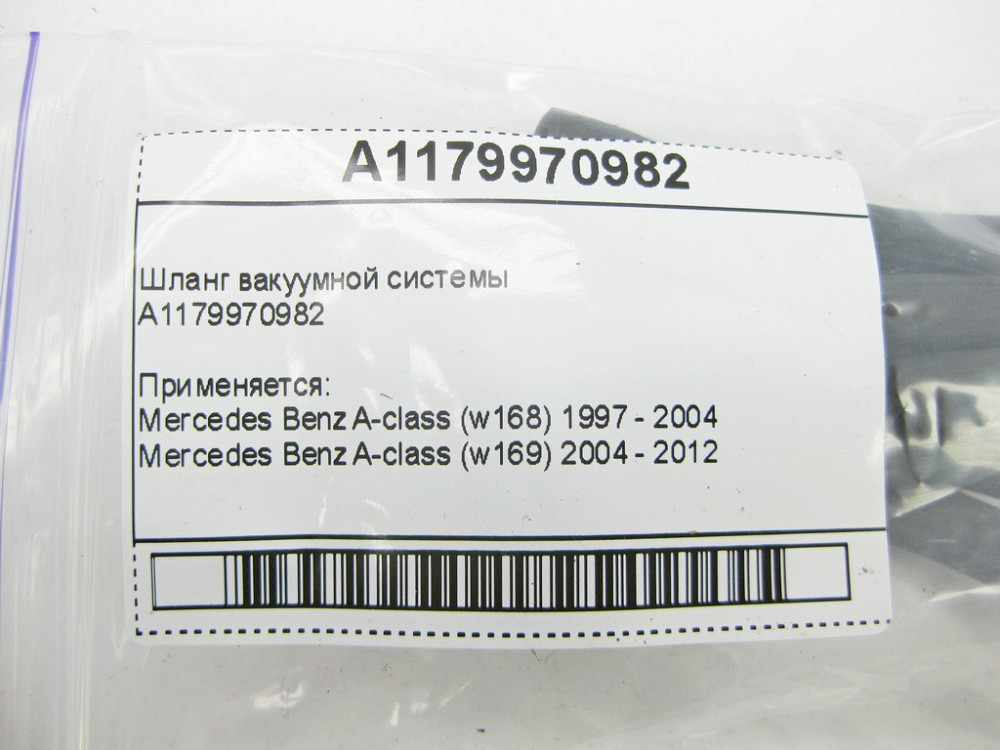 A1179970982
Шланг вакуумной системы
A1179970982
Применяется:
Mercedes Benz A-class (w168) 1997 - 2004
Mercedes Benz A-class (w169) 2004 - 2012